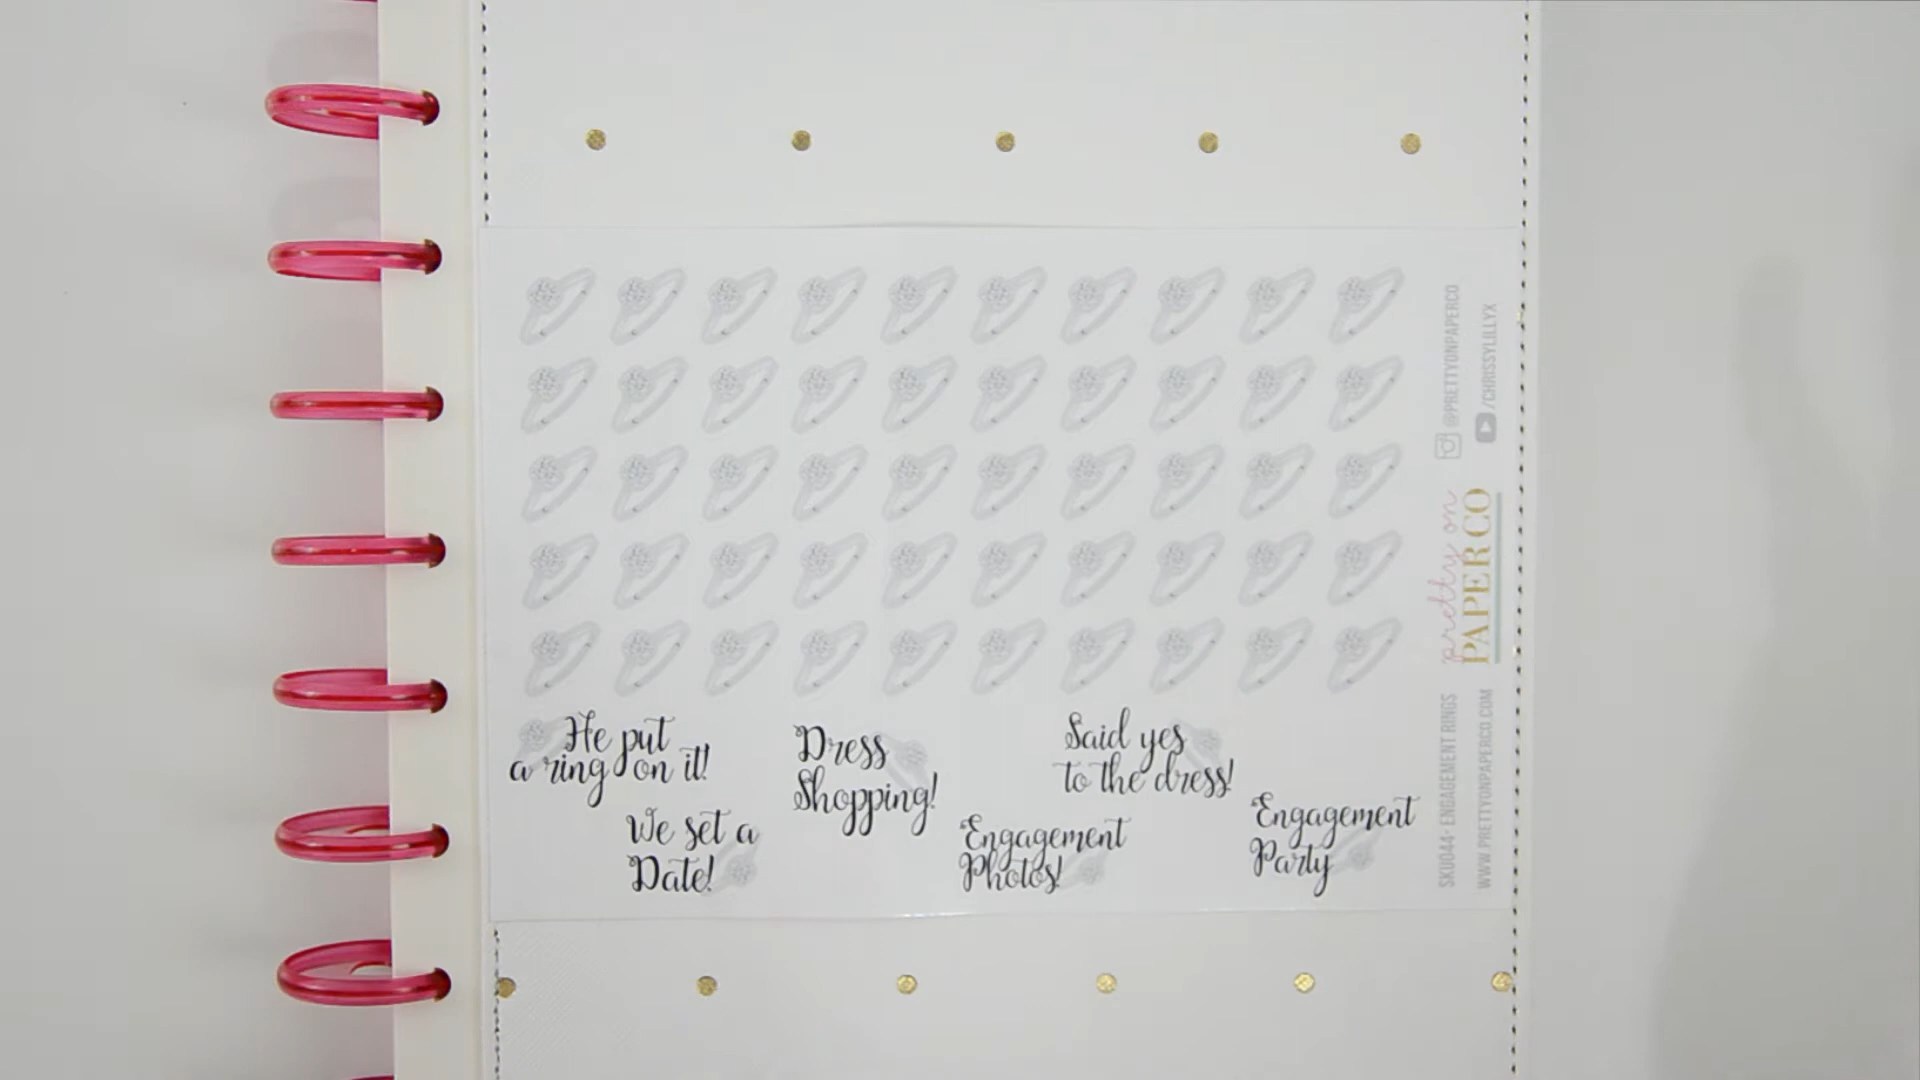 He put
a ring on it!
We set a
Date!
Dress
Shopping!
Engagement
Photos!
Said yes
to the dress!
Engagement
Party
SKU044- ENGAGEMENT RINGS
WWW.PRETTYONPAPERCO.COM
pretty on
PAPER CO
@PRETTYONPAPERCO
/CHRISSYLILLYX